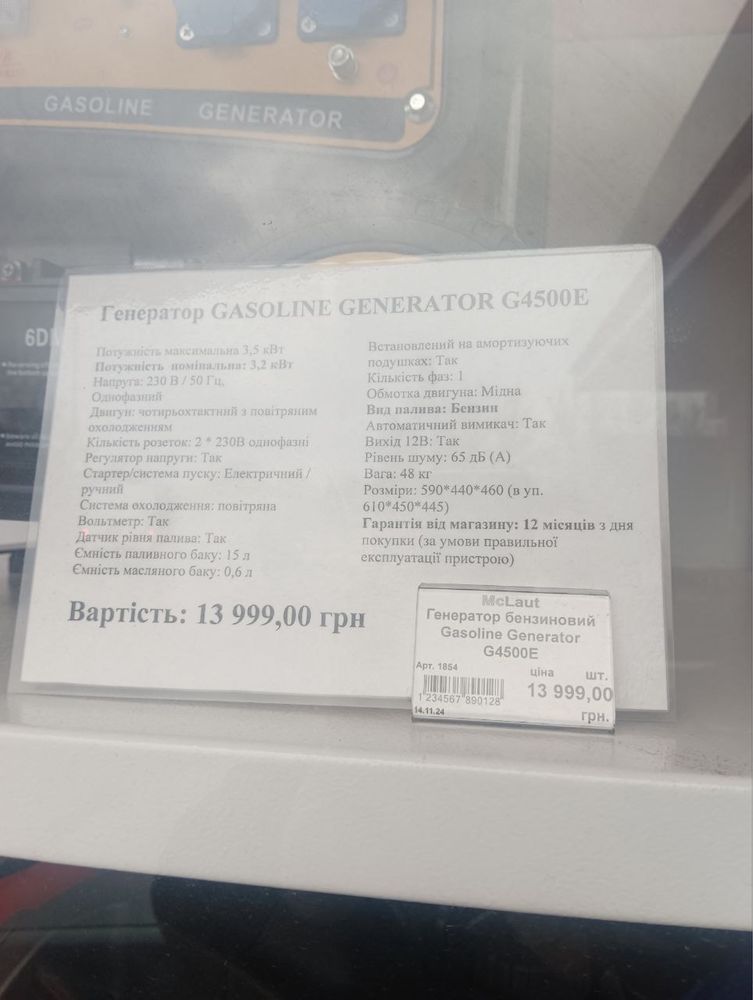 GASOLINE GENERATOR
Генератор GASOLINE GENERATOR G4500E
Потужність максимальна 3,5 кВт
Потужність номінальна: 3,2 кВт
Напруга: 230 В / 50 Гц,
Однофазний
Двигун: чотирьохтактний з повітряним
охолодженням
Кількість розеток: 2 * 230В однофазні
Регулятор напруги: Так
Стартер/система пуску: Електричний /
ручний
Система охолодження: повітряна
Вольтметр: Так
Датчик рівня палива: Так
Ємність паливного баку: 15 л
Ємність масляного баку: 0,6 л
Встановлений на амортизуючих
подушках: Так
Кількість фаз: 1
Обмотка двигуна: Мідна
Вид палива: Бензин
Автоматичний вимикач: Так
Вихід 12В: Так
Рівень шуму: 65 дБ (А)
Вага: 48 кг
Розміри: 590*440*460 (в уп.
610*450*445)
Гарантія від магазину: 12 місяців з дня
покупки (за умови правильної
експлуатації пристрою)
Вартість: 13 999,00 грн
McLaut
Генератор бензиновий
Gasoline Generator
G4500E
Арт. 1854
ціна шт.
1 234567 890128
13 999,00
14.11.24
грн.